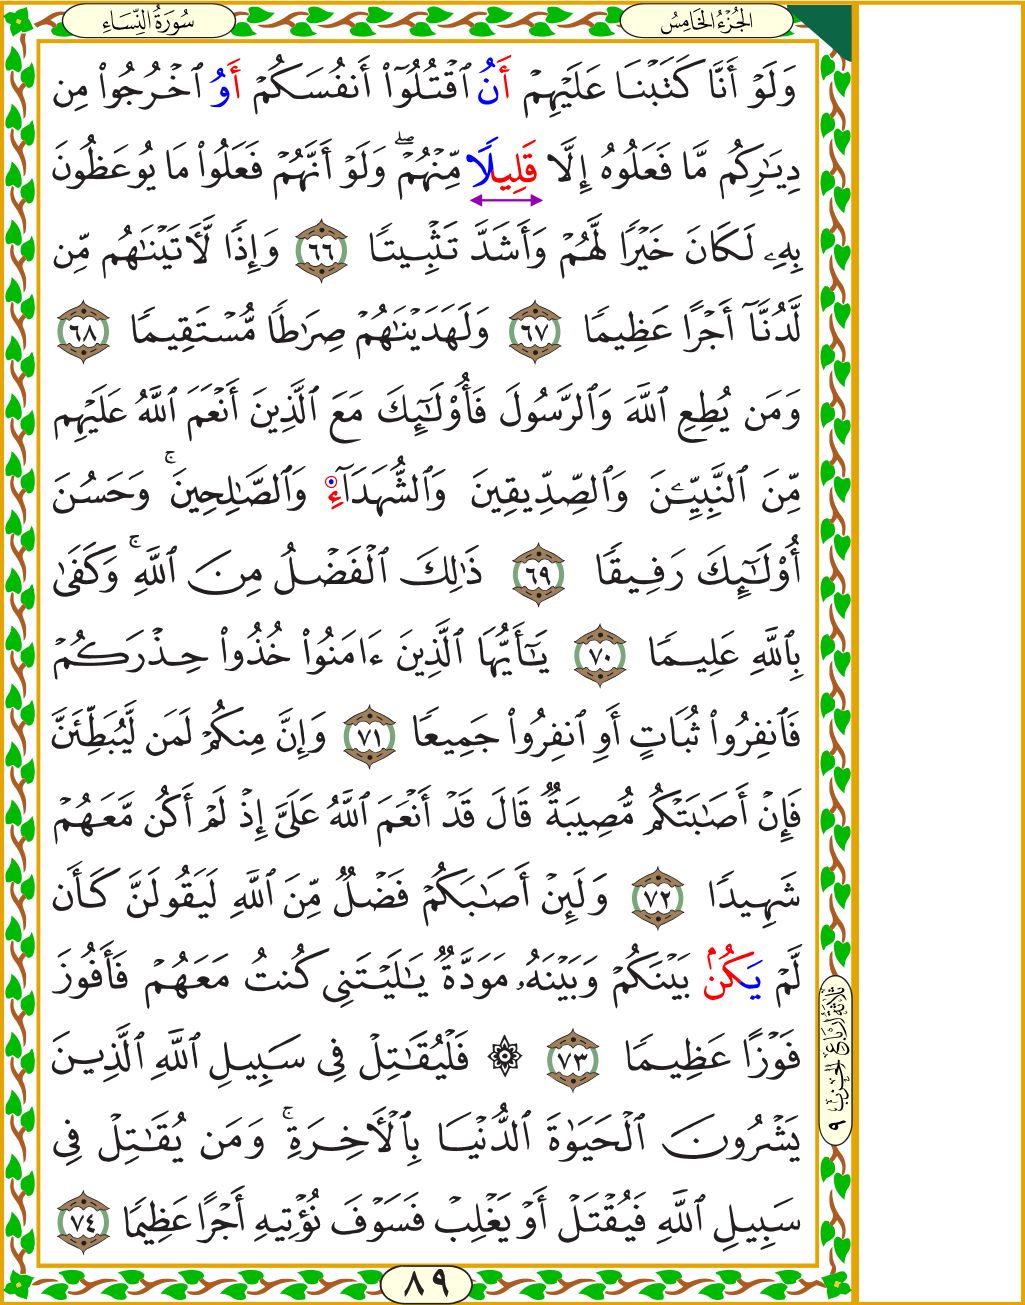 الجُزْءُ الخَامِسُ
سُورَةُ النِّسَاءِ
وَلَوْ أَنَّا كَتَبْنَا عَلَيْهِمْ أَنُ ٱقْتُلُوٓاْ أَنفُسَكُمْ أَوُ ٱخْرُجُواْ مِن
دِيَٰرِكُم مَّا فَعَلُوهُ إِلَّا قَلِيلًا مِّنْهُمْۖ وَلَوْ أَنَّهُمْ فَعَلُواْ مَا يُوعَظُونَ
بِهِۦ لَكَانَ خَيْرًا لَّهُمْ وَأَشَدَّ تَثْبِيتًا ٦٦ وَإِذًا لَّأٓتَيْنَٰهُم مِّن
لَّدُنَّآ أَجْرًا عَظِيمًا ٦٧ وَلَهَدَيْنَٰهُمْ صِرَٰطًا مُّسْتَقِيمًا ٦٨
وَمَن يُطِعِ ٱللَّهَ وَٱلرَّسُولَ فَأُوْلَٰٓئِكَ مَعَ ٱلَّذِينَ أَنْعَمَ ٱللَّهُ عَلَيْهِم
مِّنَ ٱلنَّبِيِّـۧنَ وَٱلصِّدِّيقِينَ وَٱلشُّهَدَآءِ وَٱلصَّٰلِحِينَۚ وَحَسُنَ
أُوْلَٰٓئِكَ رَفِيقًا ٦٩ ذَٰلِكَ ٱلْفَضْلُ مِنَ ٱللَّهِۚ وَكَفَىٰ
بِٱللَّهِ عَلِيمًا ٧٠ يَٰٓأَيُّهَا ٱلَّذِينَ ءَامَنُواْ خُذُواْ حِذْرَكُمْ
فَٱنفِرُواْ ثُبَاتٍ أَوِ ٱنفِرُواْ جَمِيعًا ٧١ وَإِنَّ مِنكُمْ لَمَن لَّيُبَطِّئَنَّ
فَإِنْ أَصَٰبَتْكُم مُّصِيبَةٌ قَالَ قَدْ أَنْعَمَ ٱللَّهُ عَلَيَّ إِذْ لَمْ أَكُن مَّعَهُمْ
شَهِيدًا ٧٢ وَلَئِنْ أَصَٰبَكُمْ فَضْلٌ مِّنَ ٱللَّهِ لَيَقُولَنَّ كَأَن
لَّمْ يَكُنۢ بَيْنَكُمْ وَبَيْنَهُۥ مَوَدَّةٌ يَٰلَيْتَنِي كُنتُ مَعَهُمْ فَأَفُوزَ
فَوْزًا عَظِيمًا ٧٣ ۞ فَلْيُقَٰتِلْ فِي سَبِيلِ ٱللَّهِ ٱلَّذِينَ
يَشْرُونَ ٱلْحَيَوٰةَ ٱلدُّنْيَا بِٱلْأٓخِرَةِۚ وَمَن يُقَٰتِلْ فِي
سَبِيلِ ٱللَّهِ فَيُقْتَلْ أَوْ يَغْلِبْ فَسَوْفَ نُؤْتِيهِ أَجْرًا عَظِيمًا ٧٤
ثَلَاثَةُ أَرْبَاعِ الحِزْبِ ٩
٨٩